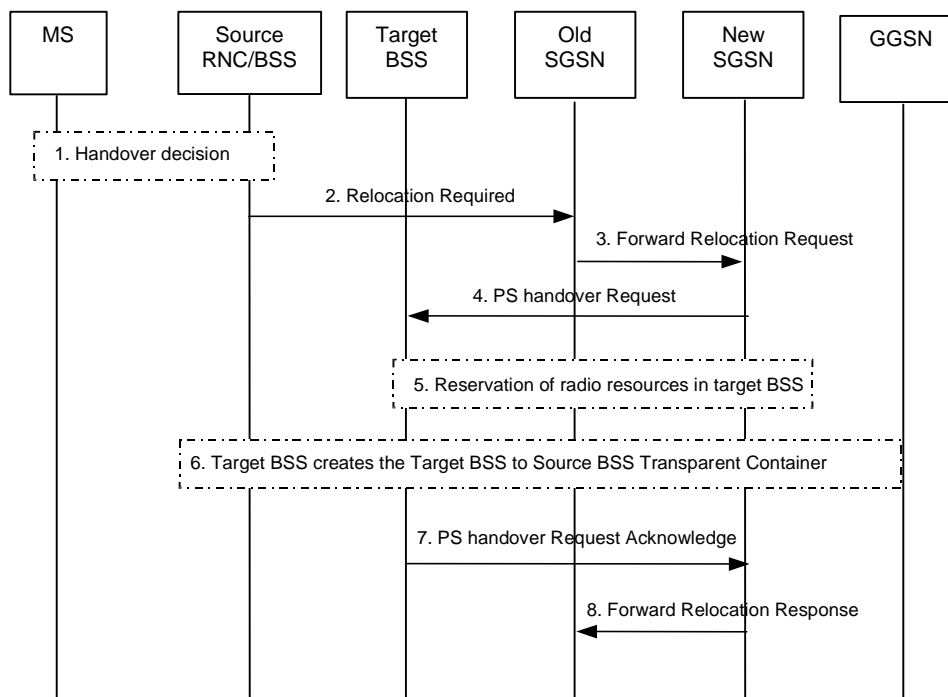 MS
Source
RNC/BSS
Target
BSS
Old
SGSN
New
SGSN
GGSN
1. Handover decision
2. Relocation Required
3. Forward Relocation Request
4. PS handover Request
5. Reservation of radio resources in target BSS
6. Target BSS creates the Target BSS to Source BSS Transparent Container
7. PS handover Request Acknowledge
8. Forward Relocation Response